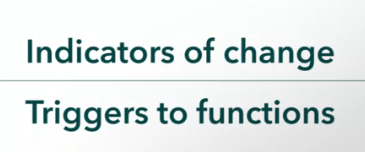 Indicators of change
Triggers to functions